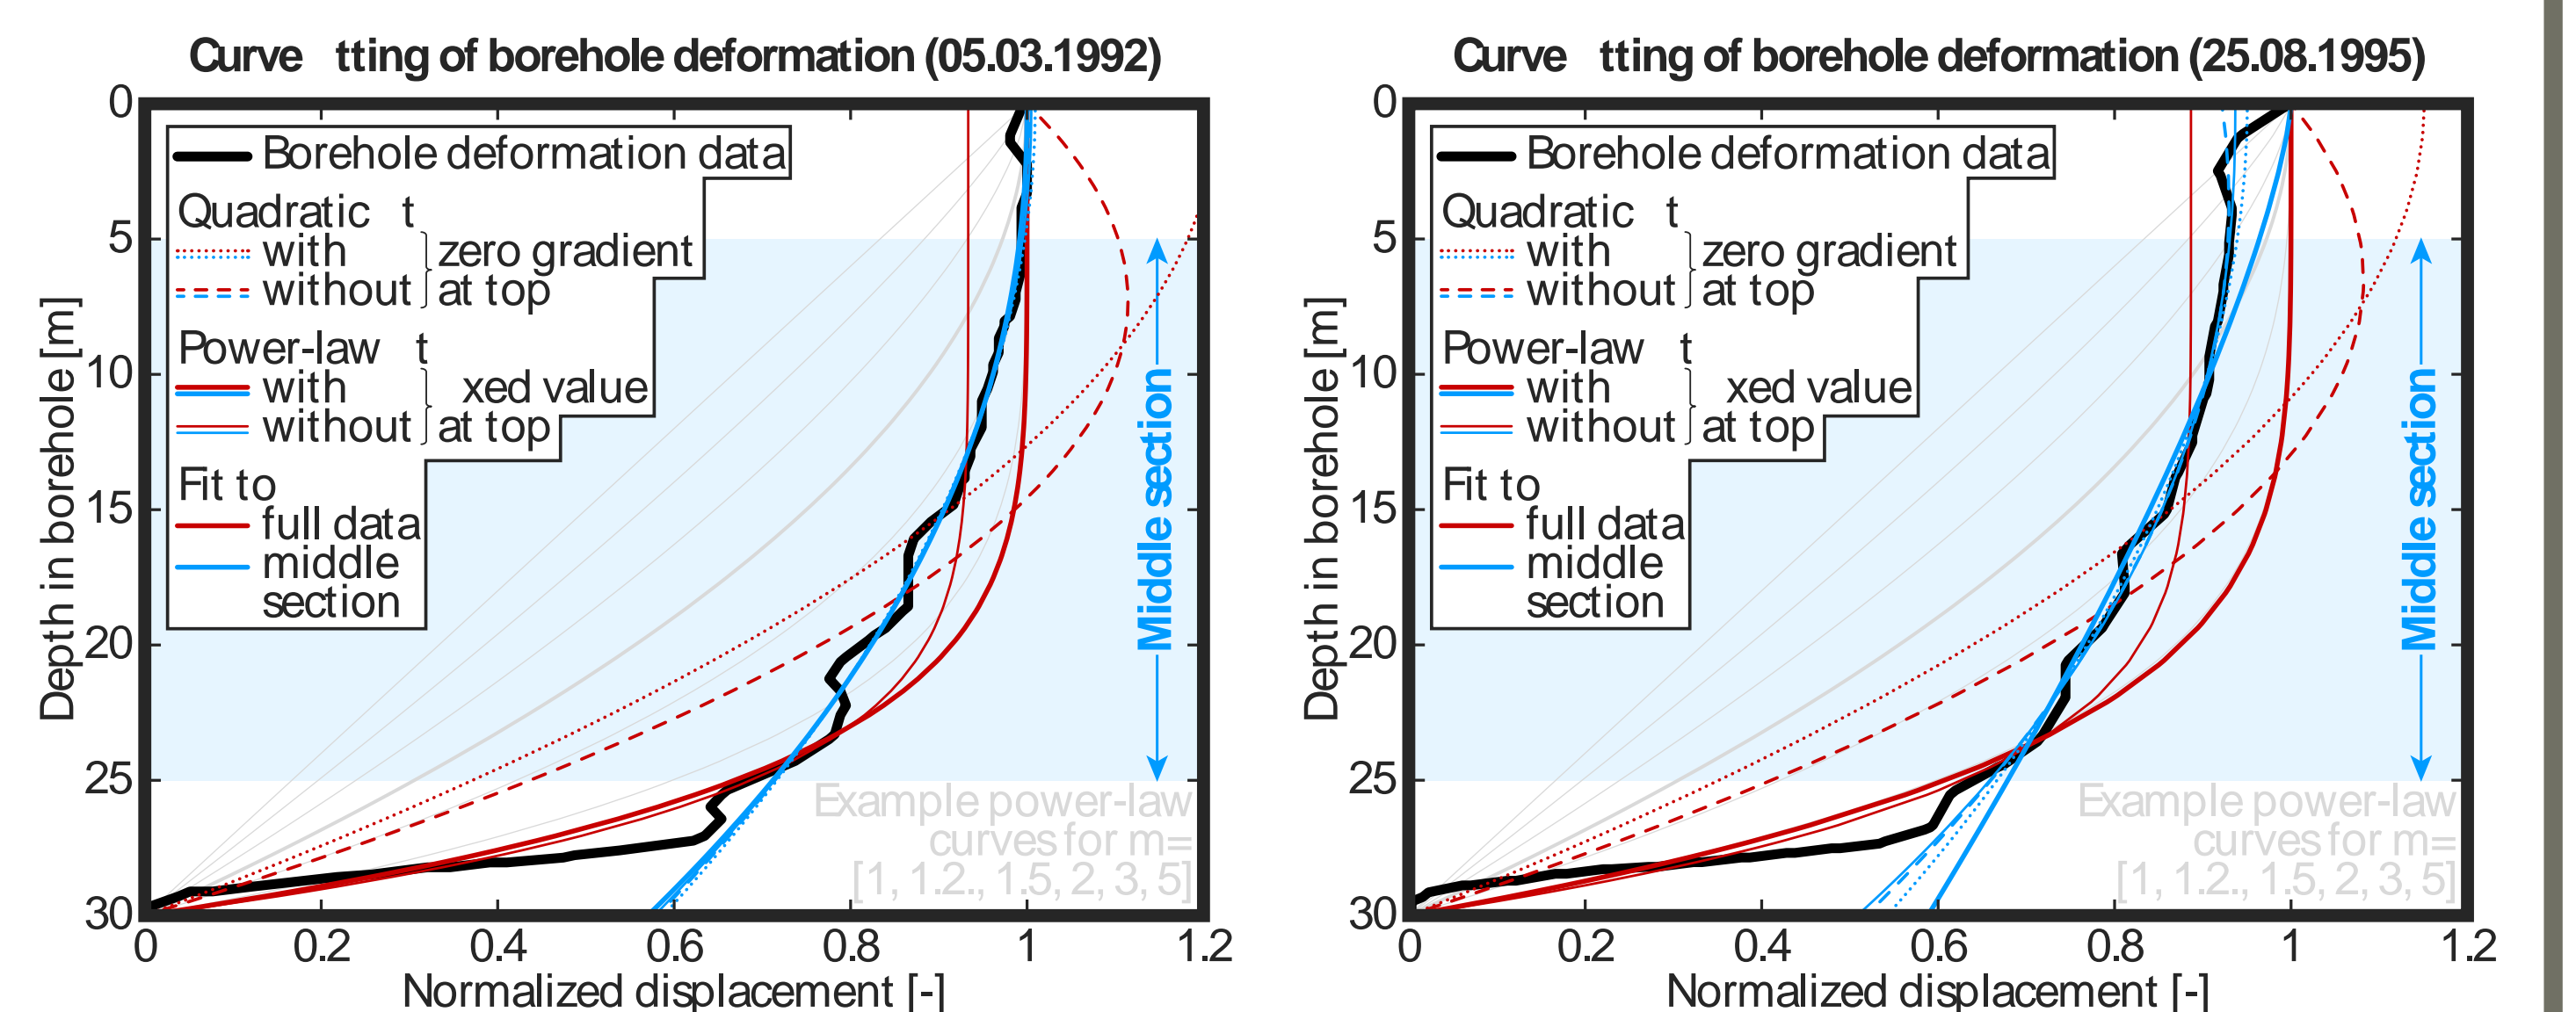 Curve tting of borehole deformation (05.03.1992)
0
5
10
15
20
25
30
Depth in borehole [m]
Borehole deformation data
Quadratic t
with
without
zero gradient
at top
Power-law t
with
without
xed value
at top
Fit to
full data
middle
section
Middle section
Example power-law
curves for m=
[1, 1.2., 1.5, 2, 3, 5]
0 0.2 0.4 0.6 0.8 1 1.2
Normalized displacement [-]
Curve tting of borehole deformation (25.08.1995)
0
5
10
15
20
25
30
Depth in borehole [m]
Borehole deformation data
Quadratic t
with
without
zero gradient
at top
Power-law t
with
without
xed value
at top
Fit to
full data
middle
section
Middle section
Example power-law
curves for m=
[1, 1.2., 1.5, 2, 3, 5]
0 0.2 0.4 0.6 0.8 1 1.2
Normalized displacement [-]